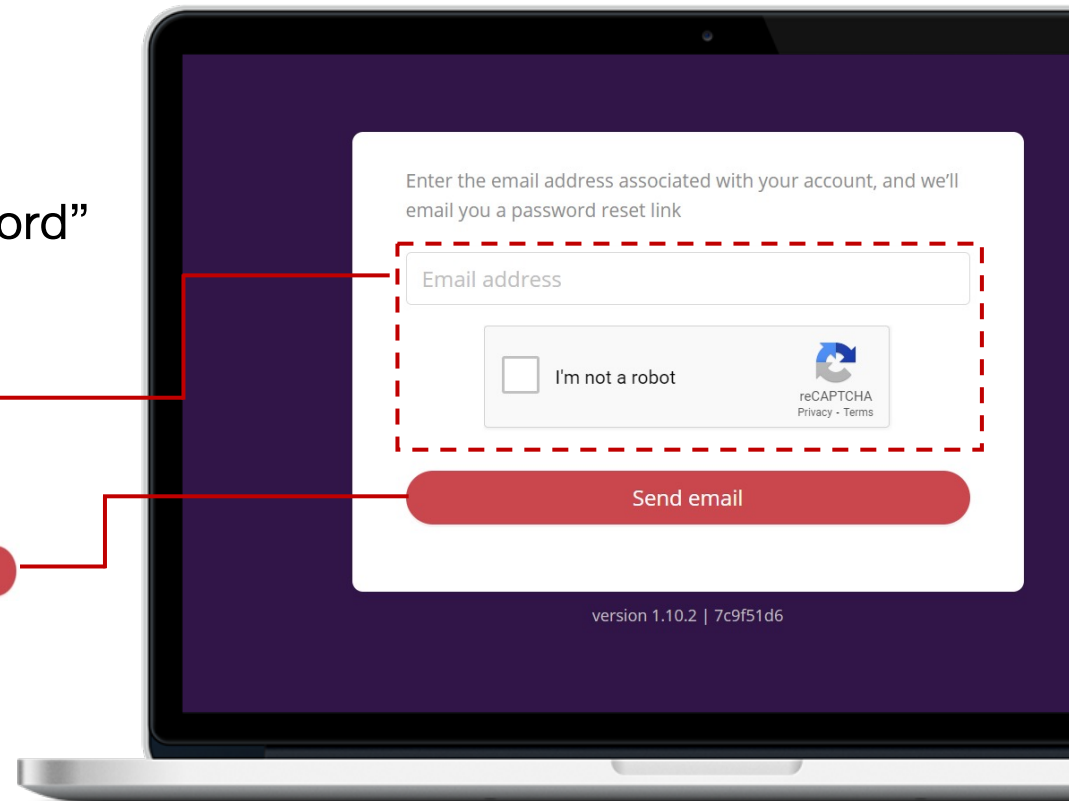 ord”
Enter the email address associated with your account, and we’ll
email you a password reset link
Email address
I'm not a robot
reCAPTCHA
Privacy - Terms
Send email
version 1.10.2 | 7c9f51d6